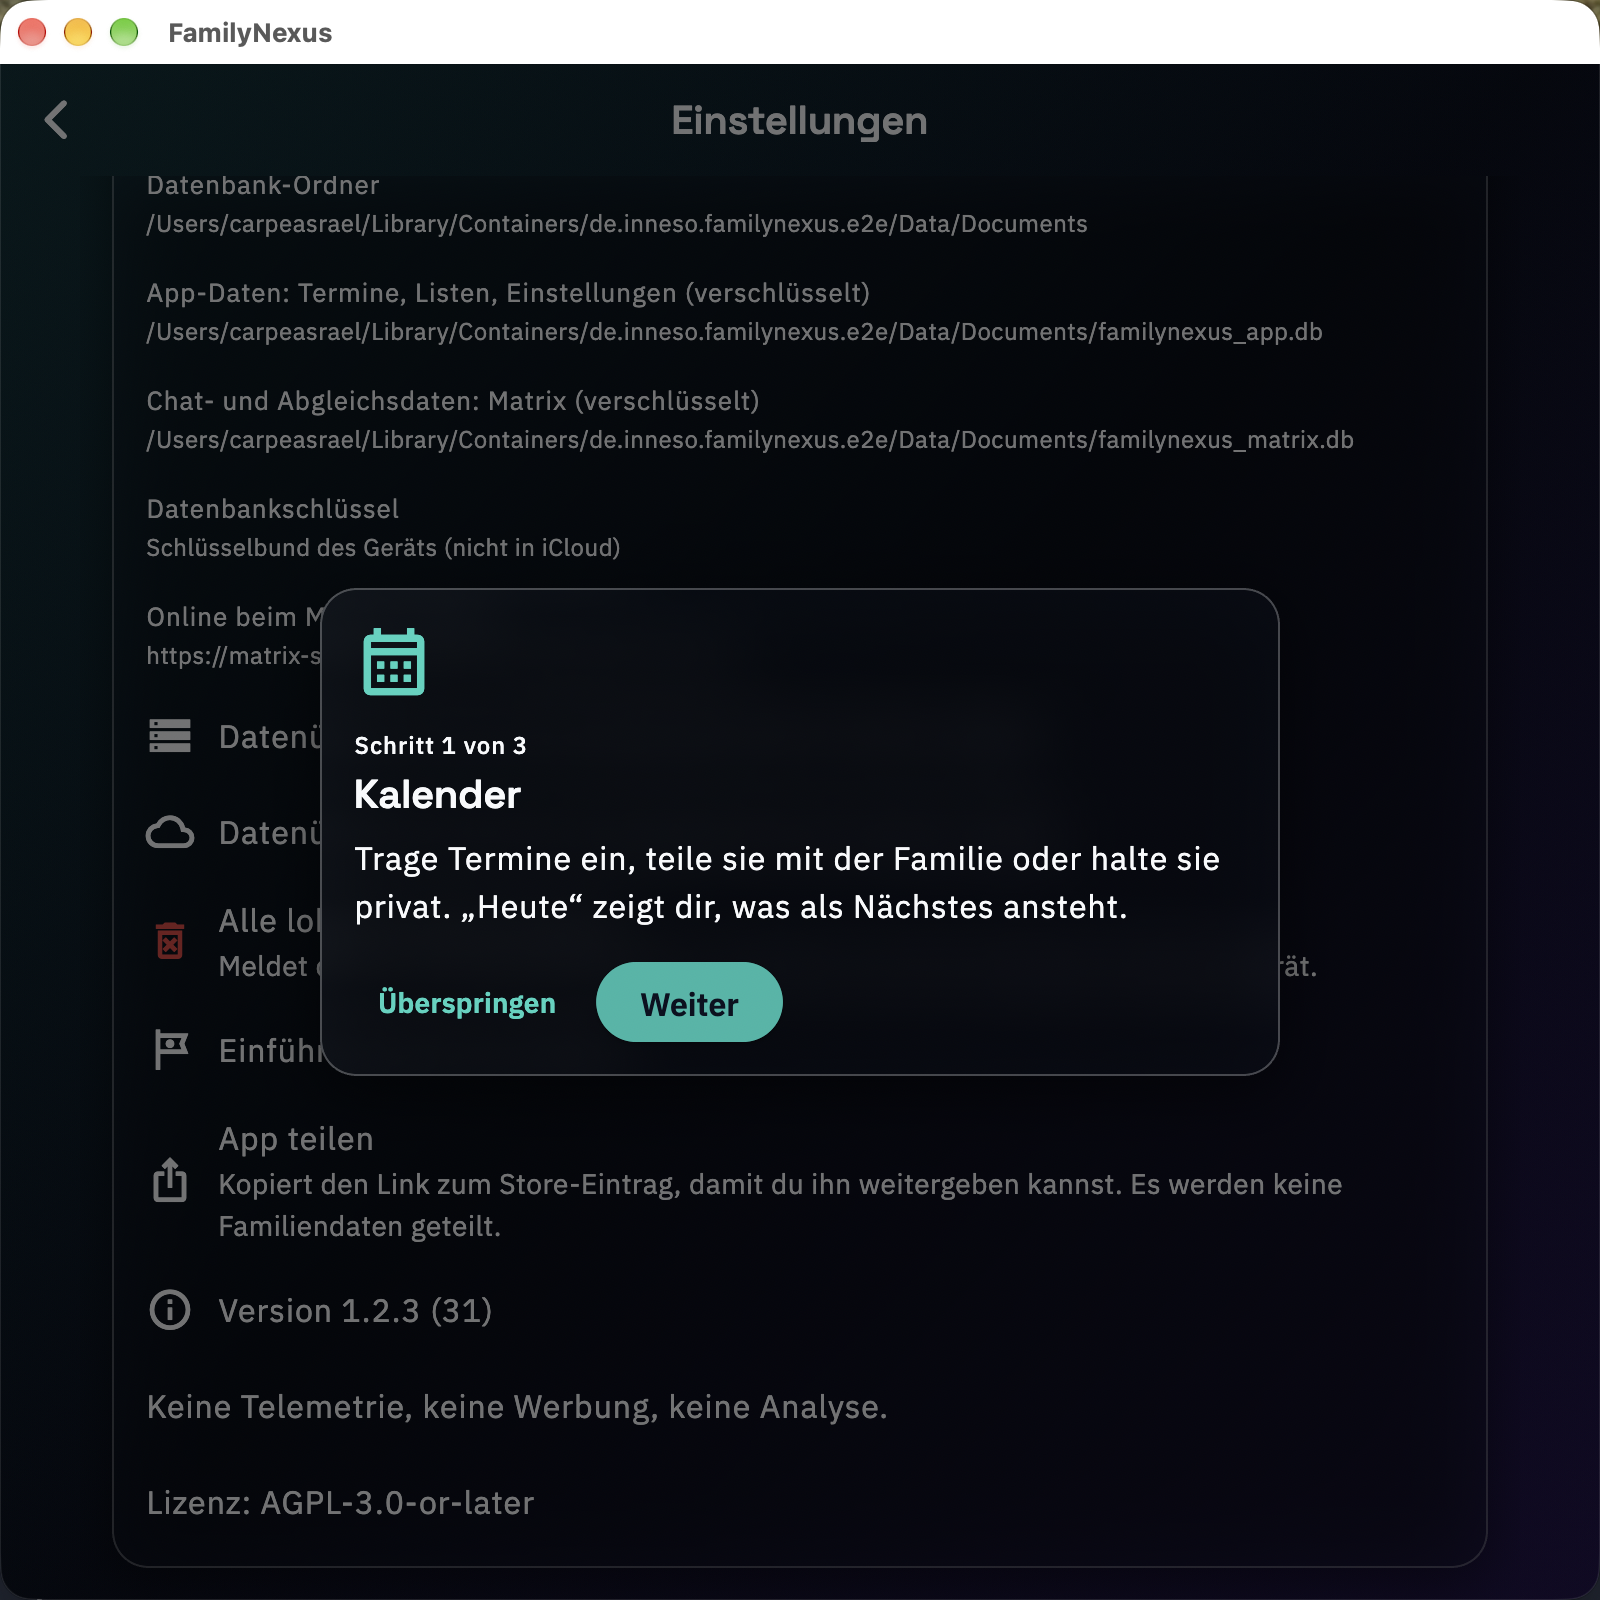 FamilyNexus
Einstellungen
Datenbank-Ordner
/Users/carpeasrael/Library/Containers/de.inneso.familynexus.e2e/Data/Documents
App-Daten: Termine, Listen, Einstellungen (verschlüsselt)
/Users/carpeasrael/Library/Containers/de.inneso.familynexus.e2e/Data/Documents/familynexus_app.db
Chat- und Abgleichsdaten: Matrix (verschlüsselt)
/Users/carpeasrael/Library/Containers/de.inneso.familynexus.e2e/Data/Documents/familynexus_matrix.db
Datenbankschlüssel
Schlüsselbund des Geräts (nicht in iCloud)
Online beim
https://matrix-s
Schritt 1 von 3
Kalender
Trage Termine ein, teile sie mit der Familie oder halte sie
privat. „Heute“ zeigt dir, was als Nächstes ansteht.
Überspringen
Weiter
Alle
Meldet
App teilen
Kopiert den Link zum Store-Eintrag, damit du ihn weitergeben kannst. Es werden keine
Familiendaten geteilt.
Version 1.2.3 (31)
Keine Telemetrie, keine Werbung, keine Analyse.
Lizenz: AGPL-3.0-or-later